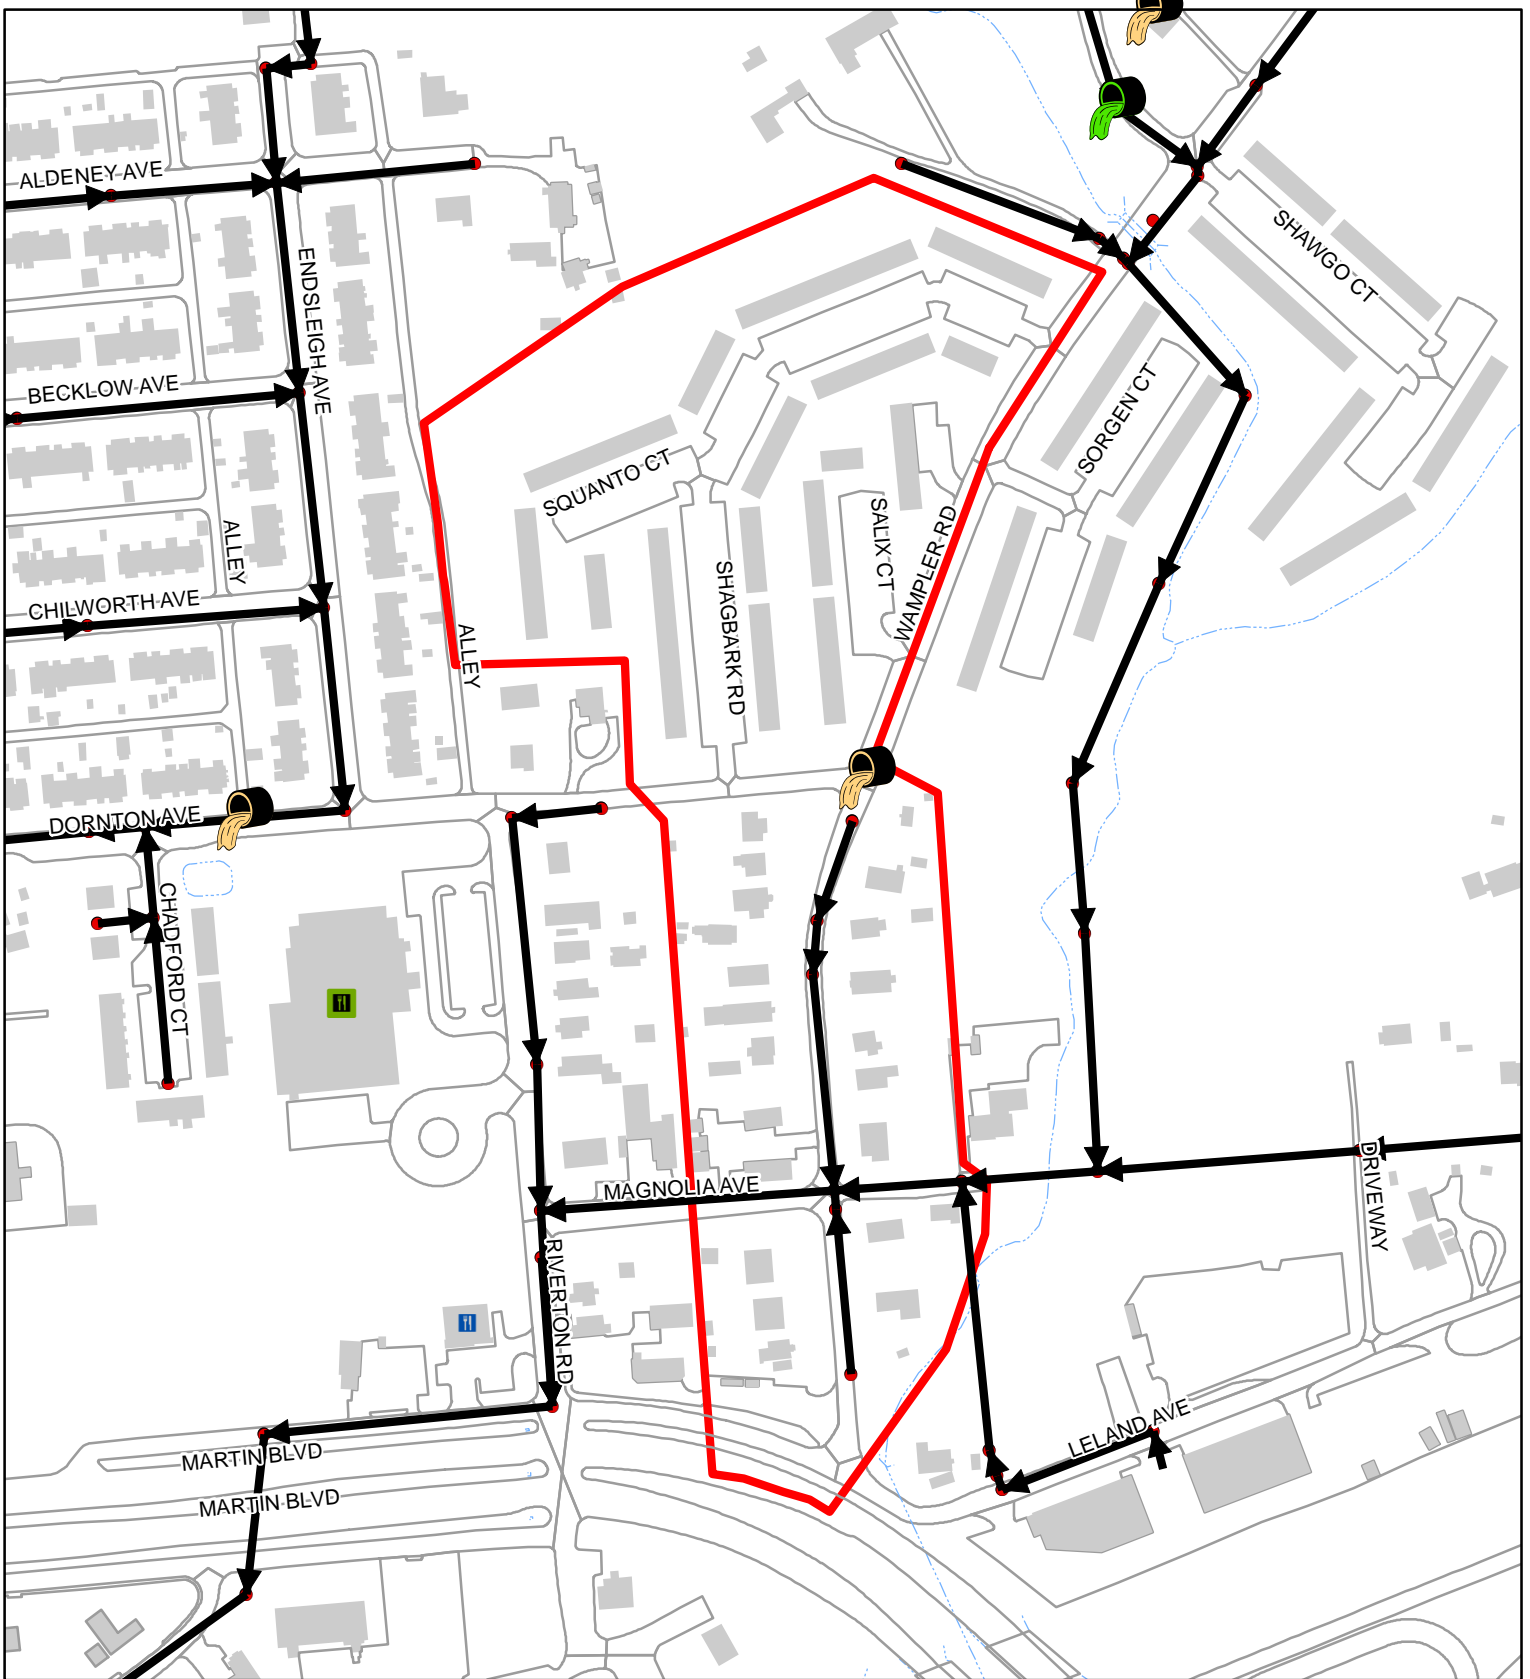 ALDENEY AVE
SHAWGO CT
ENDSLEIGH AVE
BECKLOW AVE
SORGEN CT
SQUANTO CT
SALIX CT
WAMPLER RD
ALLEY
SHAGBARK RD
CHILWORTH AVE
ALLEY
DORNTON AVE
CHADFORD CT
MAGNOLIA AVE
DRIVEWAY
RIVERTON RD
LELAND AVE
MARTIN BLVD
MARTIN BLVD